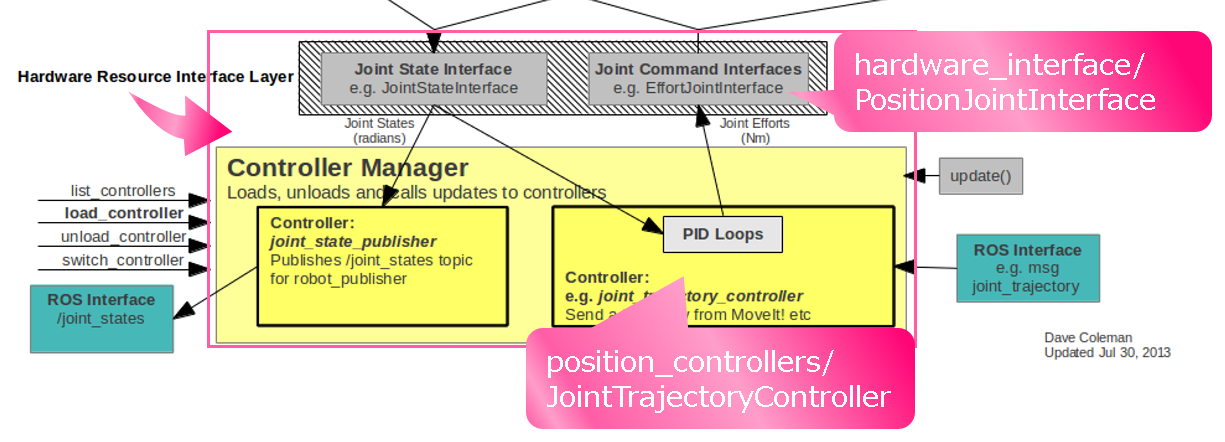 Hardware Resource Interface Layer
Joint State Interface
e.g. JointStateInterface
Joint Command Interfaces
e.g. EffortJointInterface
hardware_interface/
PositionJointInterface
Joint States
(radians)
Joint Efforts
(Nm)
Controller Manager
Loads, unloads and calls updates to controllers
update()
list_controllers
load_controller
unload_controller
switch_controller
Controller:
joint_state_publisher
Publishes /joint_states topic
for robot_publisher
PID Loops
Controller:
e.g. joint_t ory_controller
Send a y from MoveIt! etc
ROS Interface
e.g. msg
joint_trajectory
ROS Interface
/joint_states
position_controllers/
JointTrajectoryController
Dave Coleman
Updated Jul 30, 2013